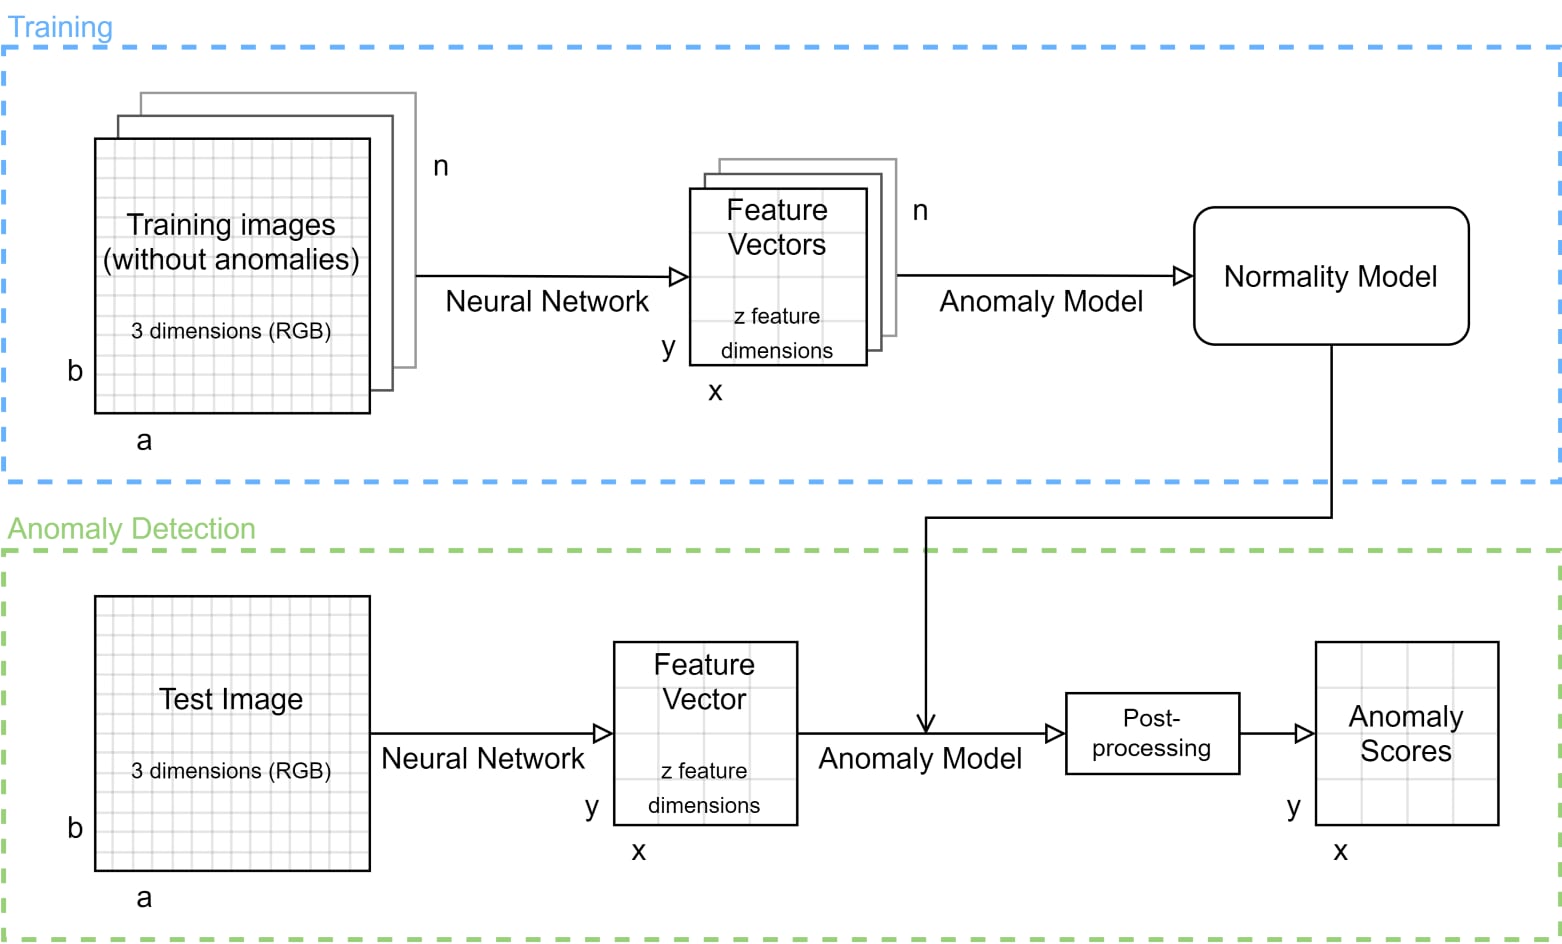 Training
n
Training images
(without anomalies)
3 dimensions (RGB)
b
a
Neural Network
Feature
Vectors
n
z feature
dimensions
y
x
Anomaly Model
Normality Model
Anomaly Detection
Test Image
3 dimensions (RGB)
b
a
Neural Network
Feature
Vector
z feature
dimensions
y
x
Anomaly Model
Post-
processing
Anomaly
Scores
y
x